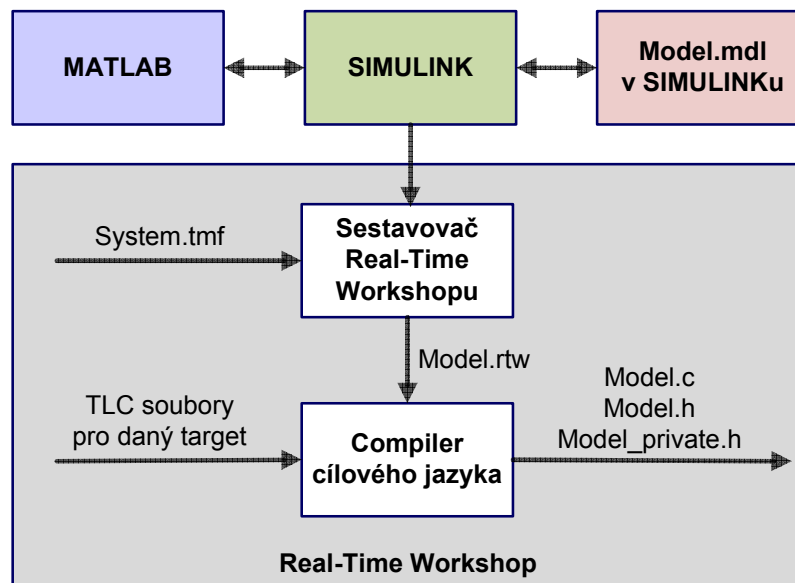 MATLAB
SIMULINK
Model.mdl
v SIMULINKu
System.tmf
Sestavovač
Real-Time
Workshopu
Model.rtw
TLC soubory
pro daný target
Compiler
cílového jazyka
Model.c
Model.h
Model_private.h
Real-Time Workshop